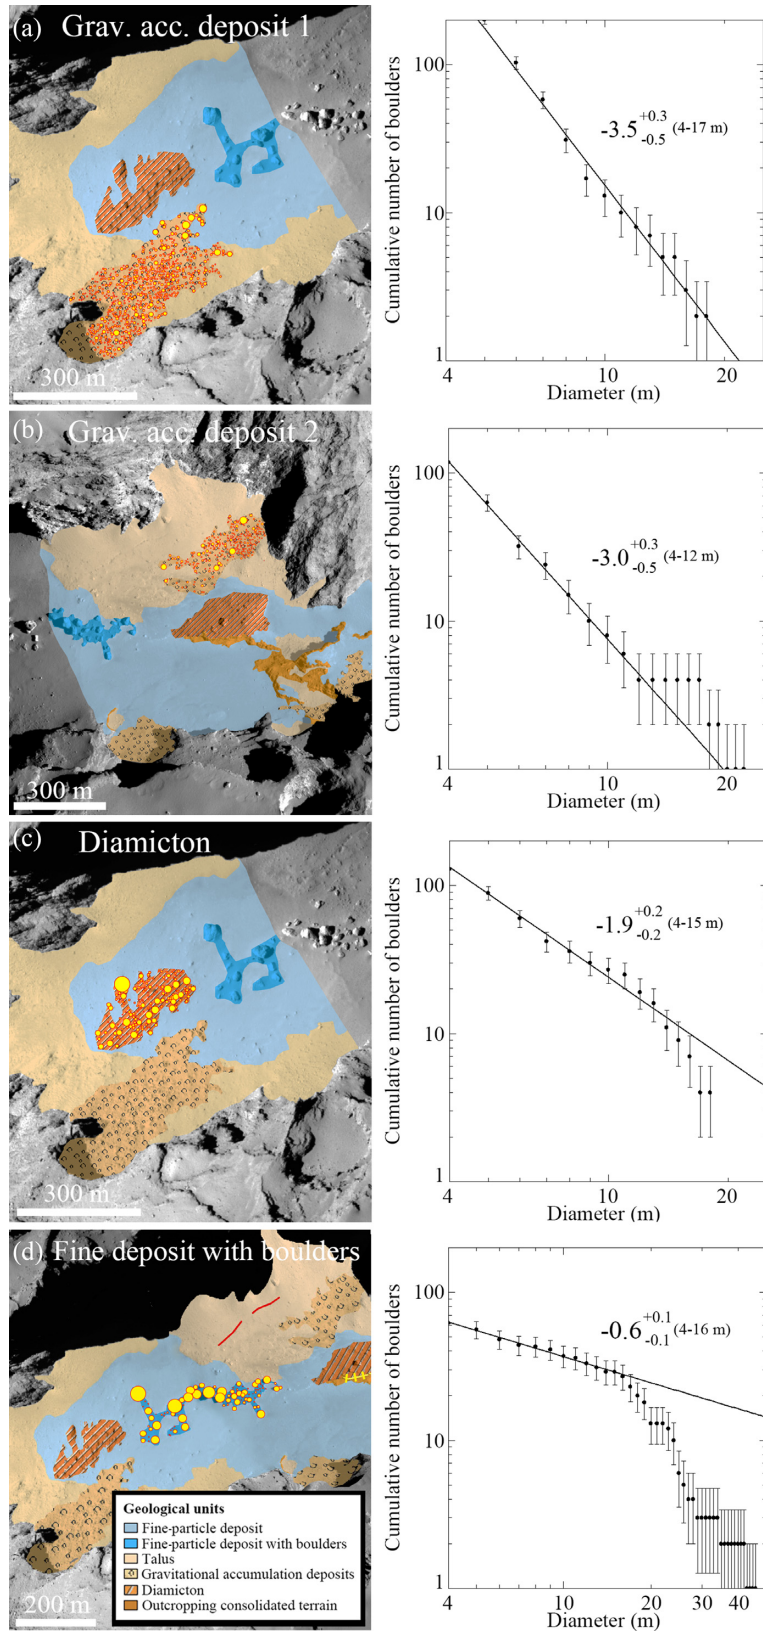 (a) Grav. acc. deposit 1
300 m
Cumulative number of boulders
100
10
1
-3.5 +0.3 -0.5 (4-17 m)
4 10 20
Diameter (m)
(b) Grav. acc. deposit 2
300 m
Cumulative number of boulders
100
10
1
-3.0 +0.3 -0.5 (4-12 m)
4 10 20
Diameter (m)
(c) Diamicton
300 m
Cumulative number of boulders
100
10
1
-1.9 +0.2 -0.2 (4-15 m)
4 10 20
Diameter (m)
(d) Fine deposit with boulders
200 m
Geological units
Fine-particle deposit
Fine-particle deposit with boulders
Talus
Gravitational accumulation deposits
Diamicton
Outcropping consolidated terrain
Cumulative number of boulders
100
10
1
-0.6 +0.1 -0.1 (4-16 m)
4 10 20 30 40
Diameter (m)